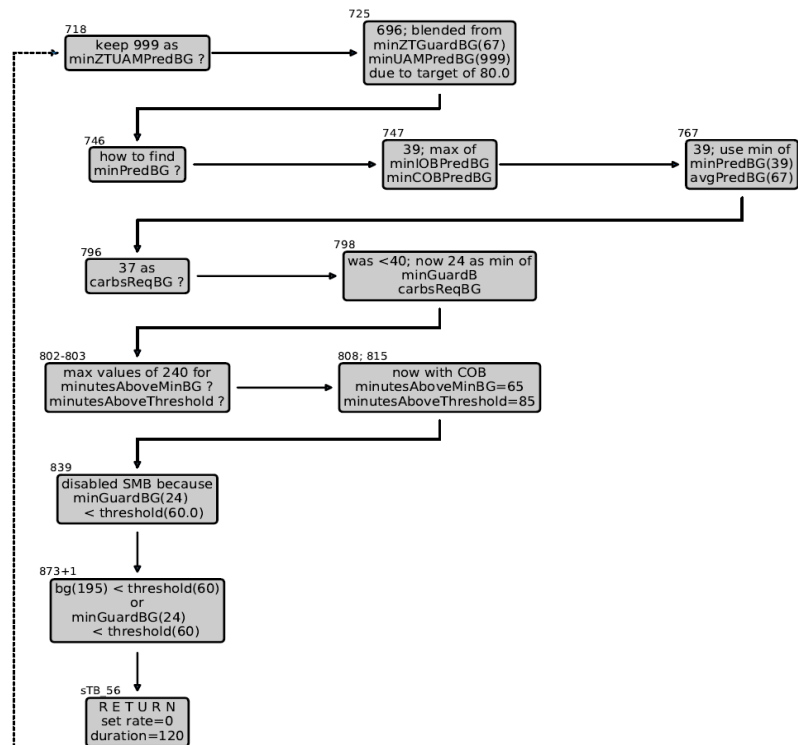 718
keep 999 as
minZTUAMPredBG ?
725
696; blended from
minZTGuardBG(67)
minUAMPredBG(999)
due to target of 80.0
746
how to find
minPredBG ?
747
39; max of
minIOBPredBG
minCOBPredBG
767
39; use min of
minPredBG(39)
avgPredBG(67)
796
37 as
carbsReqBG ?
798
was <40; now 24 as min of
minGuardB
carbsReqBG
802-803
max values of 240 for
minutesAboveMinBG ?
minutesAboveThreshold ?
808; 815
now with COB
minutesAboveMinBG=65
minutesAboveThreshold=85
839
disabled SMB because
minGuardBG(24)
< threshold(60.0)
873+1
bg(195) < threshold(60)
or
minGuardBG(24)
< threshold(60)
sTB_56
R E T U R N
set rate=0
duration=120